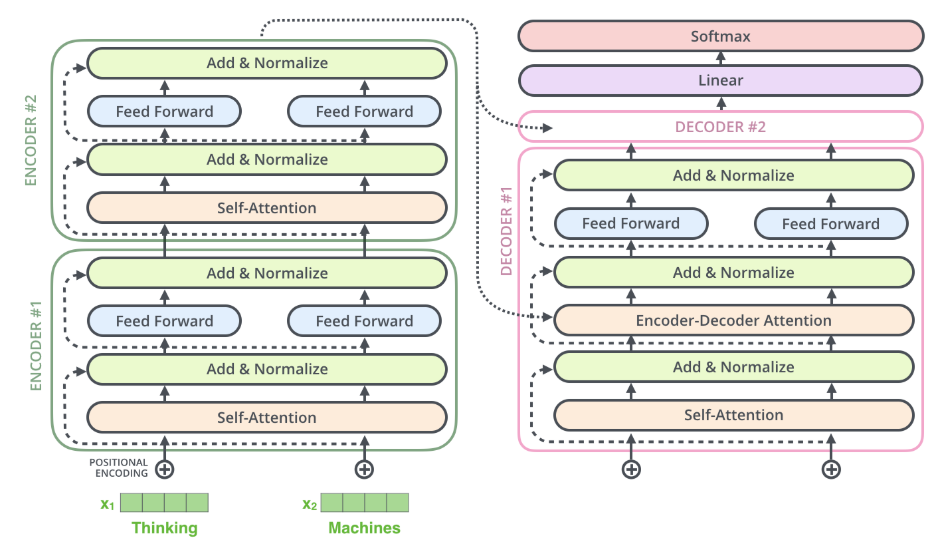 ENCODER #2
Add & Normalize
Feed Forward
Feed Forward
Add & Normalize
Self-Attention
ENCODER #1
Add & Normalize
Feed Forward
Feed Forward
Add & Normalize
Self-Attention
POSITIONAL
ENCODING
x₁
x₂
Thinking
Machines
Softmax
Linear
DECODER #2
DECODER #1
Add & Normalize
Feed Forward
Feed Forward
Add & Normalize
Encoder-Decoder Attention
Add & Normalize
Self-Attention